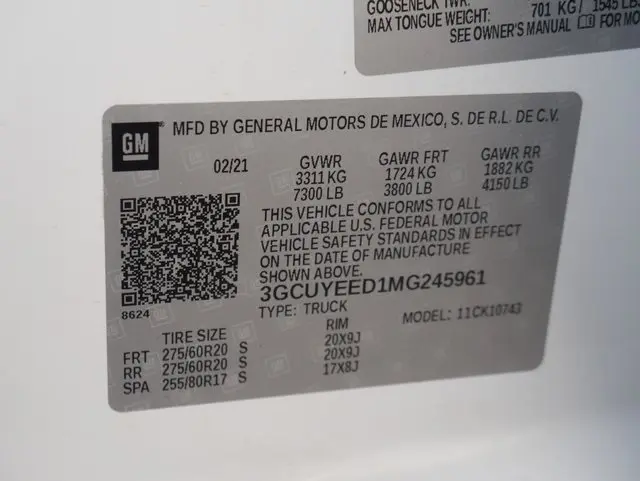 GOOSENECK TWR:
701 KG/ 1545 LB
MAX TONGUE WEIGHT:
SEE OWNER'S MANUAL FOR MO
GM
MFD BY GENERAL MOTORS DE MEXICO, S. DE R.L. DE C.V.
02/21 GVWR GAWR FRT GAWR RR
3311 KG 1724 KG 1882 KG
7300 LB 3800 LB 4150 LB
THIS VEHICLE CONFORMS TO ALL
APPLICABLE U.S. FEDERAL MOTOR
VEHICLE SAFETY STANDARDS IN EFFECT
ON THE DATE OF MANUFACTURE
SHOWN ABOVE.
3GCUYEED1MG245961
8624
TYPE: TRUCK MODEL: 11CK10743
TIRE SIZE RIM
FRT 275/60R20 S 20X9J
RR 275/60R20 S 20X9J
SPA 255/80R17 S 17X8J